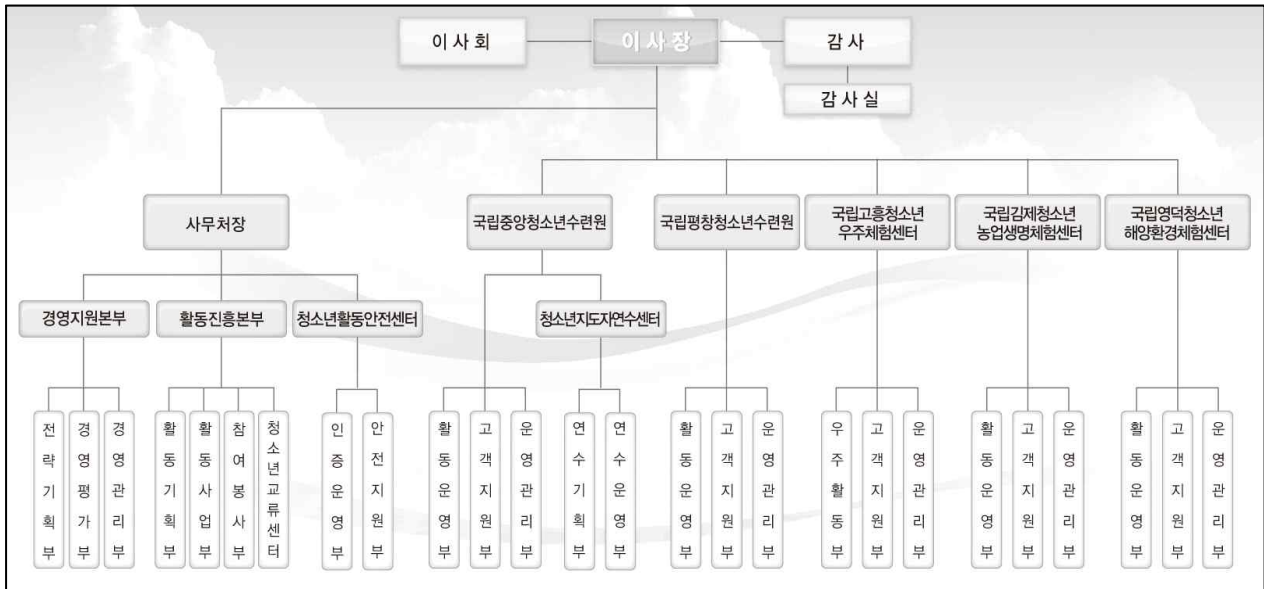 이사회
이사장
감사
감사실
사무처장
국립중앙청소년수련원
국립평창청소년수련원
국립고흥청소년
우주체험센터
국립김제청소년
농업생명체험센터
국립영덕청소년
해양환경체험센터
경영지원본부
활동진흥본부
청소년활동안전센터
청소년지도자연수센터
전략기획부
경영평가부
경영관리부
활동기획부
활동사업부
참여봉사부
청소년교류센터
인증운영부
안전지원부
활동운영부
고객지원부
운영관리부
연수기획부
연수운영부
활동운영부
고객지원부
운영관리부
우주활동부
고객지원부
운영관리부
활동운영부
고객지원부
운영관리부
활동운영부
고객지원부
운영관리부